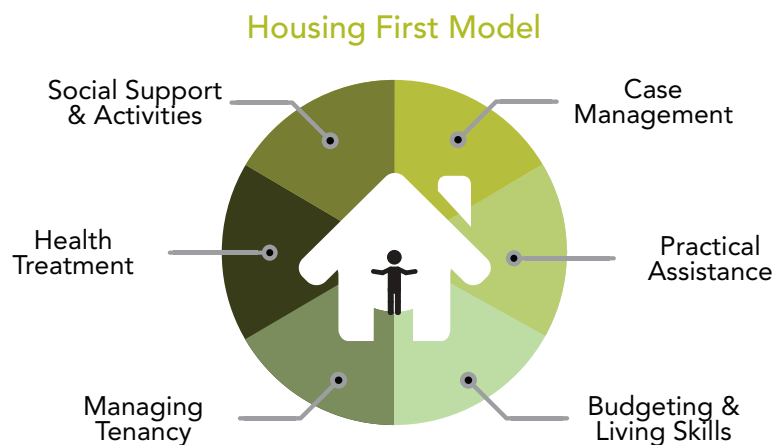 Housing First Model
Social Support
& Activities
Case
Management
Health
Treatment
Practical
Assistance
Managing
Tenancy
Budgeting &
Living Skills